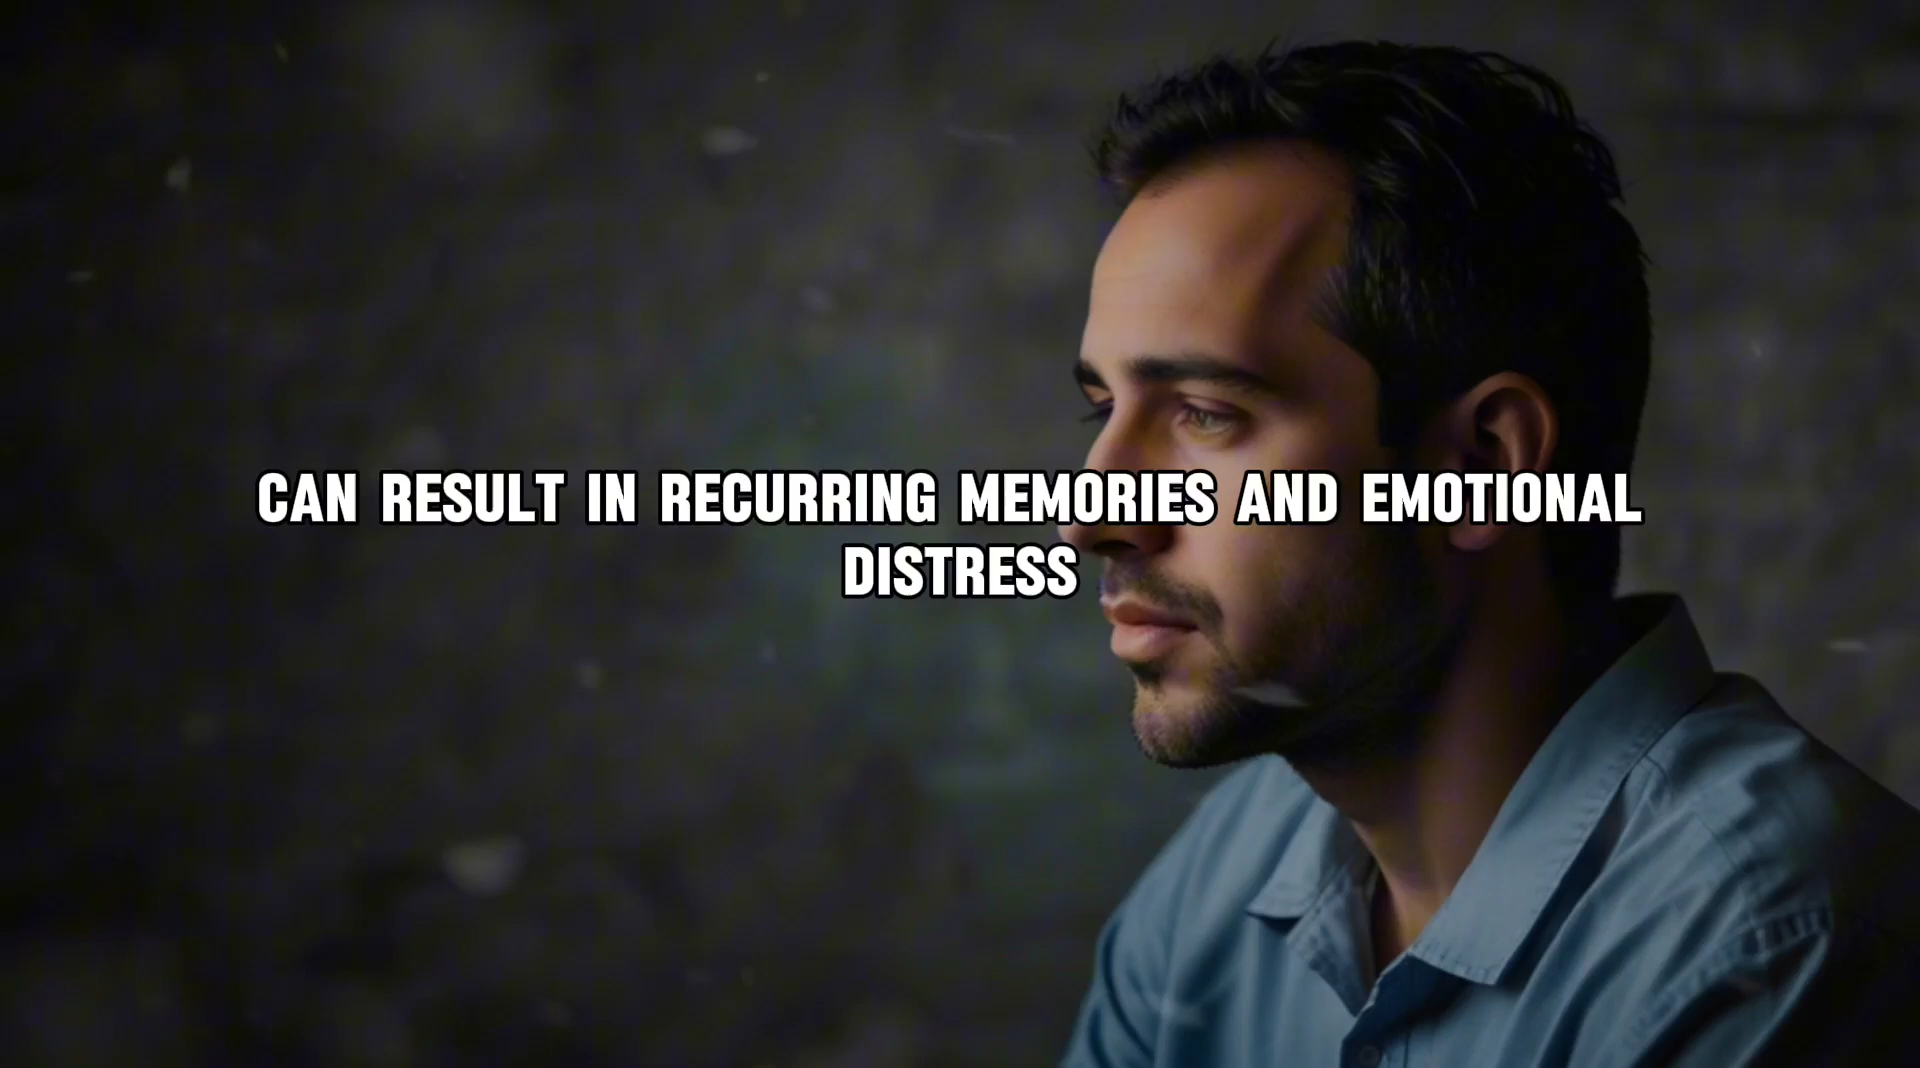 CAN RESULT IN RECURRING MEMORIES AND EMOTIONAL
DISTRESS